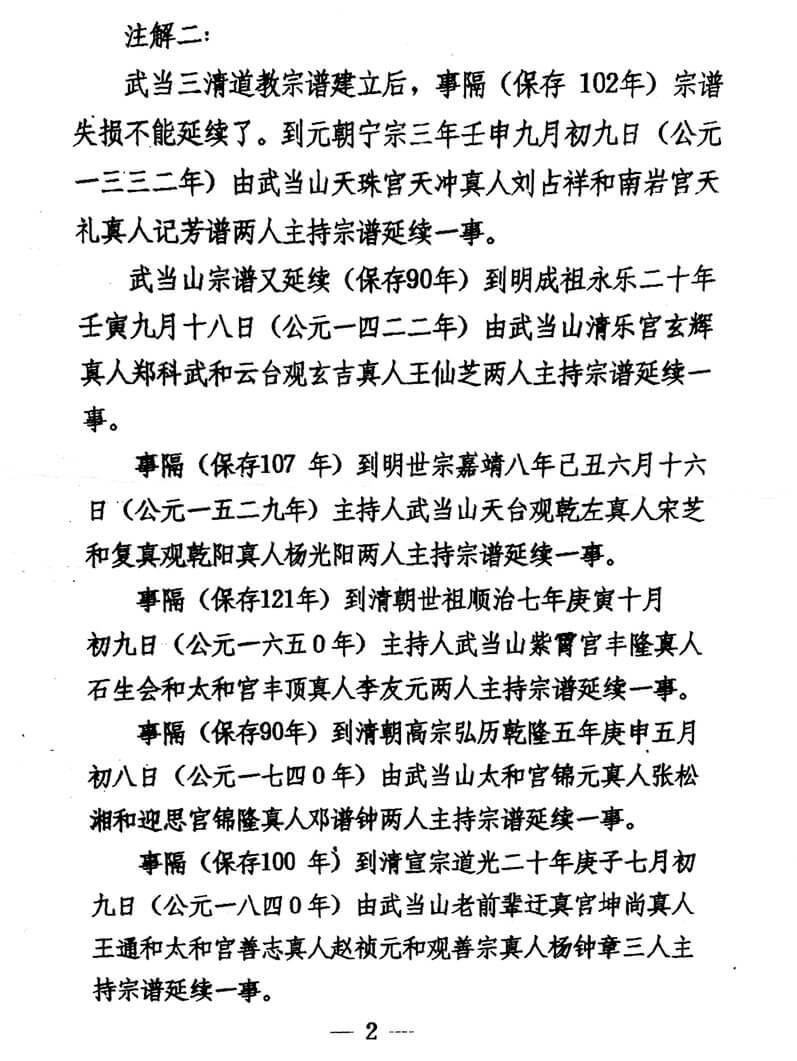 注解二：
武当三清道教宗谱建立后，事隔（保存 102年）宗谱
失损不能延续了。到元朝宁宗三年壬申九月初九日（公元
一三三二年）由武当山天珠宫天冲真人刘占祥和南岩宫天
礼真人记芳谱两人主持宗谱延续一事。
武当山宗谱又延续（保存90年）到明成祖永乐二十年
壬寅九月十八日（公元一四二二年）由武当山清乐宫玄辉
真人郑科武和云台观玄吉真人王仙芝两人主持宗谱延续一
事。
事隔（保存107 年）到明世宗嘉靖八年己丑六月十六
日（公元一五二九年）主持人武当山天台观乾左真人宋芝
和复真观乾阳真人杨光阳两人主持宗谱延续一事。
事隔（保存121年）到清朝世祖顺治七年庚寅十月
初九日（公元一六五０年）主持人武当山紫霄宫丰隆真人
石生会和太和宫丰顶真人李友元两人主持宗谱延续一事。
事隔（保存90年）到清朝高宗弘历乾隆五年庚申五月
初八日（公元一七四０年）由武当山太和宫锦元真人张松
湘和迎思宫锦隆真人邓谱钟两人主持宗谱延续一事。
事隔（保存100 年）到清宣宗道光二十年庚子七月初
九日（公元一八四０年）由武当山老前辈迂真宫坤尚真人
王通和太和宫善志真人赵祯元和观善宗真人杨钟章三人主
持宗谱延续一事。
— 2 —